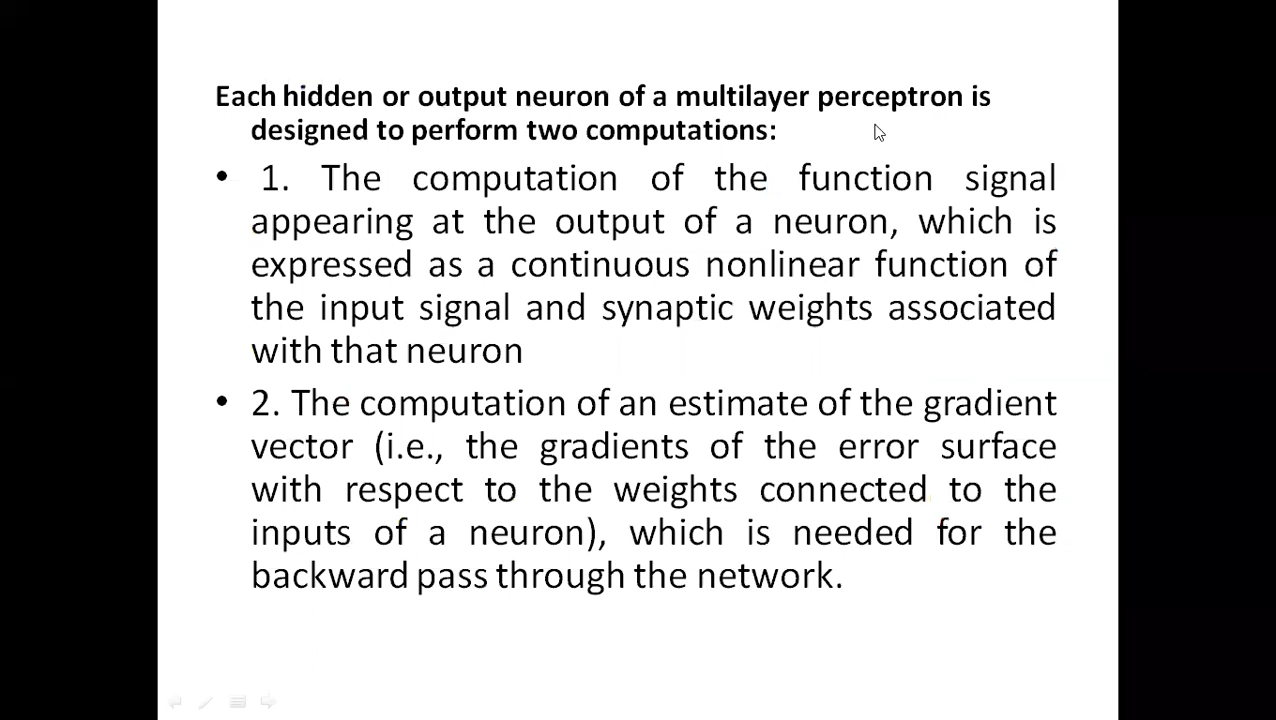 Each hidden or output neuron of a multilayer perceptron is
designed to perform two computations:
• 1. The computation of the function signal
appearing at the output of a neuron, which is
expressed as a continuous nonlinear function of
the input signal and synaptic weights associated
with that neuron
• 2. The computation of an estimate of the gradient
vector (i.e., the gradients of the error surface
with respect to the weights connected to the
inputs of a neuron), which is needed for the
backward pass through the network.